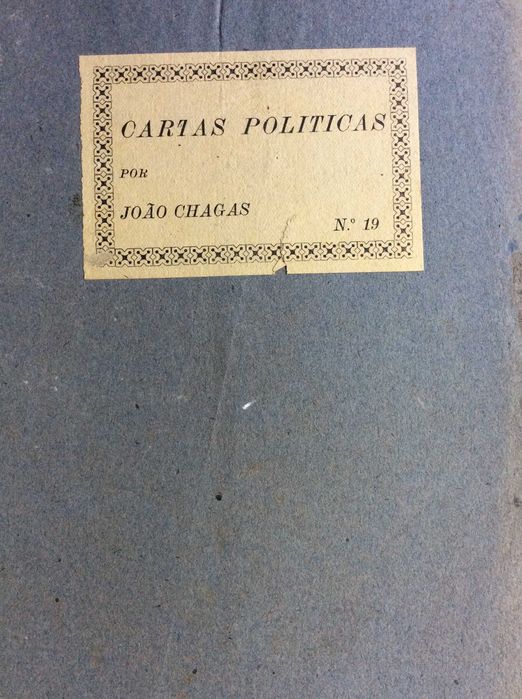 CARTAS POLITICAS
POR
JOÃO CHAGAS
N.º 19